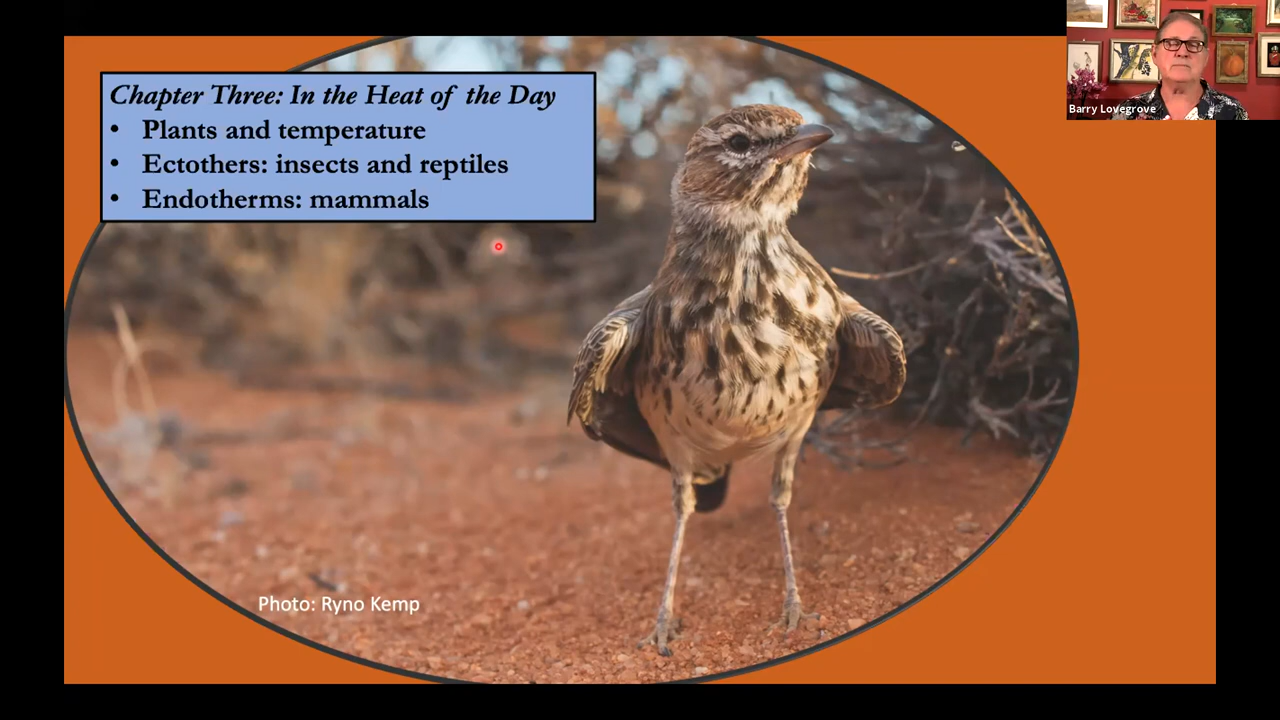 Chapter Three: In the Heat of the Day
• Plants and temperature
• Ectothers: insects and reptiles
• Endotherms: mammals
Photo: Ryno Kemp
Barry Lovegrove